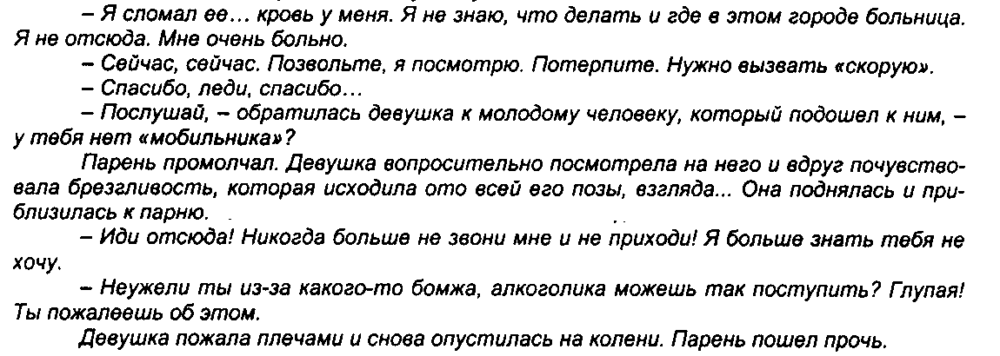 – Я сломал ее... кровь у меня. Я не знаю, что делать и где в этом городе больница.
Я не отсюда. Мне очень больно.
– Сейчас, сейчас. Позвольте, я посмотрю. Потерпите. Нужно вызвать «скорую».
– Спасибо, леди, спасибо...
– Послушай, – обратилась девушка к молодому человеку, который подошел к ним, –
у тебя нет «мобильника»?
Парень промолчал. Девушка вопросительно посмотрела на него и вдруг почувство-
вала брезгливость, которая исходила ото всей его позы, взгляда... Она поднялась и при-
близилась к парню.
– Иди отсюда! Никогда больше не звони мне и не приходи! Я больше знать тебя не
хочу.
– Неужели ты из-за какого-то бомжа, алкоголика можешь так поступить? Глупая!
Ты пожалеешь об этом.
Девушка пожала плечами и снова опустилась на колени. Парень пошел прочь.